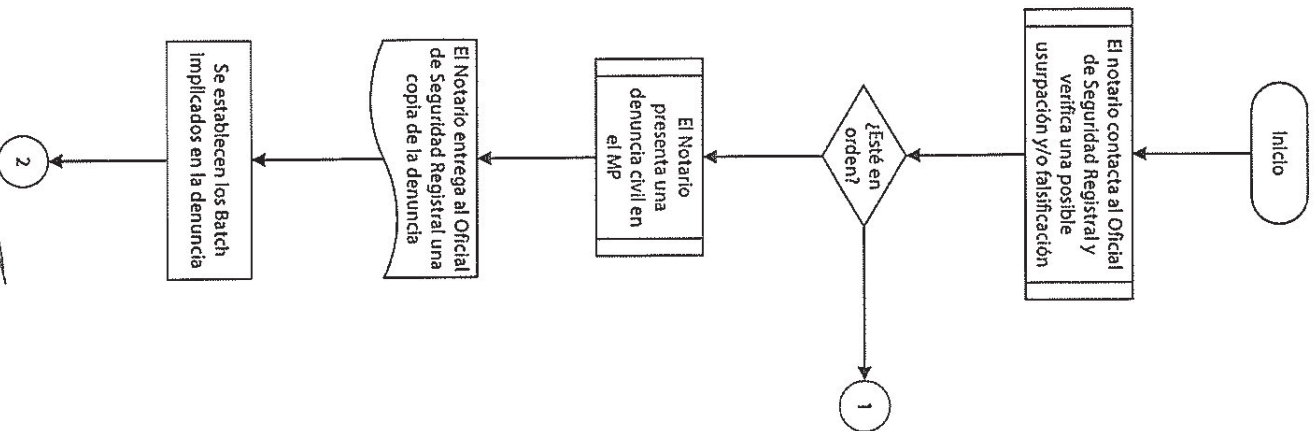 Inicio
El notario contacta al Oficial
de Seguridad Registral y
verifica una posible
usurpación y/o falsificación
¿Esté en
orden?
1
El Notario
presenta una
denuncia civil en
el MP
El Notario entrega al Oficial
de Seguridad Registral una
copia de la denuncia
Se establecen los Batch
implicados en la denuncia
2